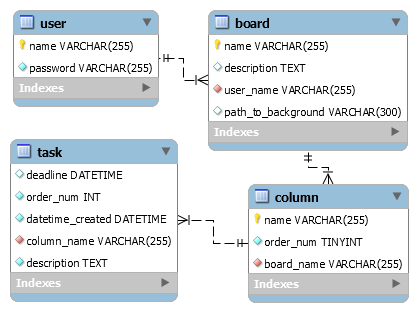 user
name VARCHAR(255)
password VARCHAR(255)
Indexes
board
name VARCHAR(255)
description TEXT
user_name VARCHAR(255)
path_to_background VARCHAR(300)
Indexes
task
deadline DATETIME
order_num INT
datetime_created DATETIME
column_name VARCHAR(255)
description TEXT
Indexes
column
name VARCHAR(255)
order_num TINYINT
board_name VARCHAR(255)
Indexes